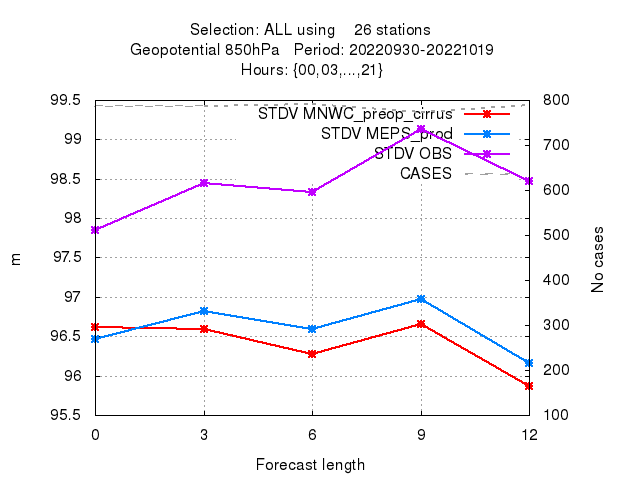 Selection: ALL using    26 stations
Geopotential 850hPa   Period: 20220930-20221019
Hours: {00,03,...,21}
99.5
99
98.5
98
97.5
97
96.5
96
95.5
m
STDV MNWC_preop_cirrus
STDV MEPS_prod
STDV OBS
CASES
800
700
600
500
400
300
200
100
No cases
0 3 6 9 12
Forecast length